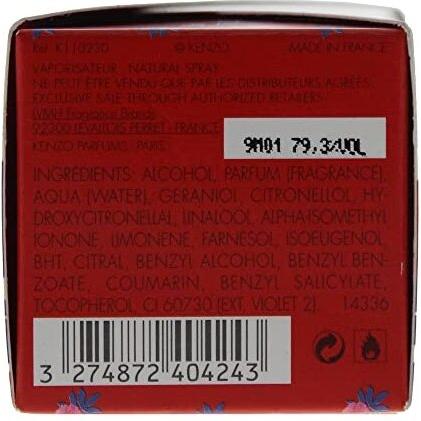 Réf. K110230 © KENZO MADE IN FRANCE
VAPORISATEUR - NATURAL SPRAY
NE PEUT ÊTRE VENDU QUE PAR LES DISTRIBUTEURS AGRÉÉS.
EXCLUSIVE SALE THROUGH AUTHORIZED RETAILERS
LVMH Fragrance Brands
92300 LEVALLOIS PERRET - FRANCE
KENZO PARFUMS - PARIS
9M01 79,3%VOL
INGRÉDIENTS: ALCOHOL, PARFUM (FRAGRANCE),
AQUA (WATER), GERANIOL, CITRONELLOL, HY-
DROXYCITRONELLAL, LINALOOL, ALPHA-ISOMETHYL
IONONE, LIMONENE, FARNESOL, ISOEUGENOL,
BHT, CITRAL, BENZYL ALCOHOL, BENZYL BEN-
ZOATE, COUMARIN, BENZYL SALICYLATE,
TOCOPHEROL, CI 60730 (EXT. VIOLET 2). 14336
3 274872 404243